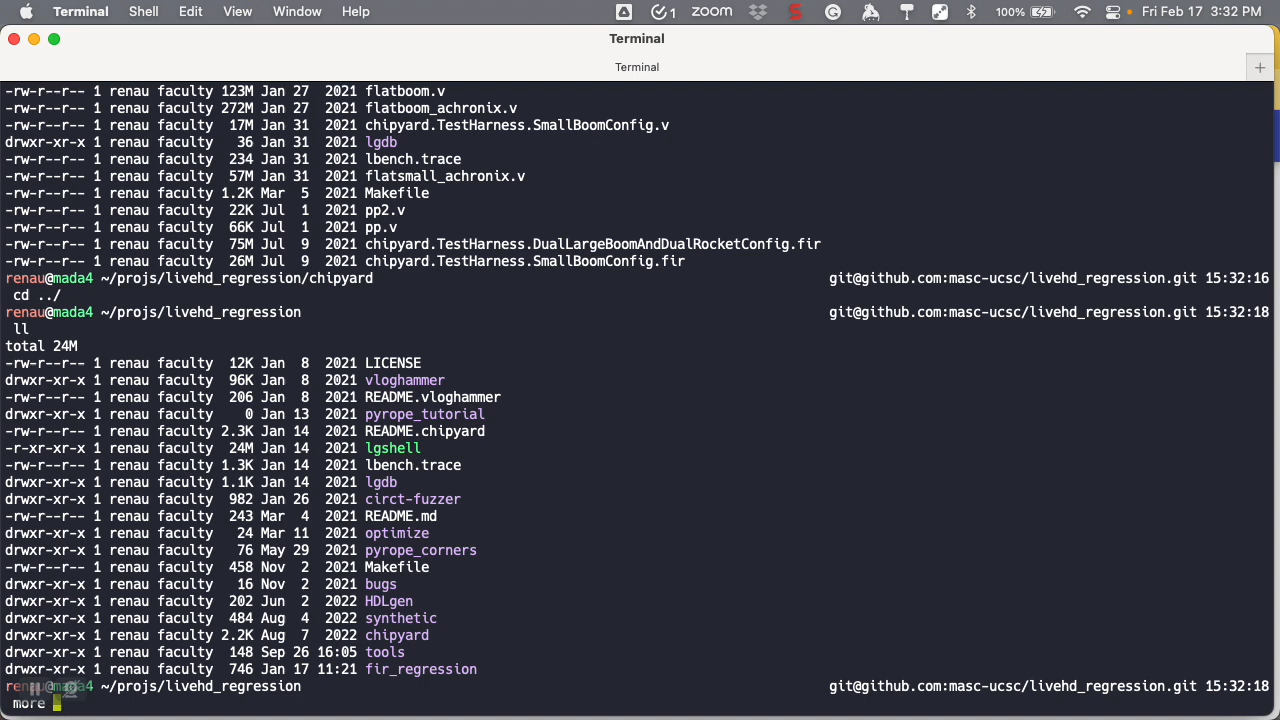 Terminal Shell Edit View Window Help 1 zoom 100% Fri Feb 17 3:32 PM
Terminal
Terminal
-rw-r--r-- 1 renau faculty 123M Jan 27 2021 flatboom.v
-rw-r--r-- 1 renau faculty 272M Jan 27 2021 flatboom_achronix.v
-rw-r--r-- 1 renau faculty 17M Jan 31 2021 chipyard.TestHarness.SmallBoomConfig.v
drwxr-xr-x 1 renau faculty 36 Jan 31 2021 lgdb
-rw-r--r-- 1 renau faculty 234 Jan 31 2021 lbench.trace
-rw-r--r-- 1 renau faculty 57M Jan 31 2021 flatsmall_achronix.v
-rw-r--r-- 1 renau faculty 1.2K Mar 5 2021 Makefile
-rw-r--r-- 1 renau faculty 22K Jul 1 2021 pp2.v
-rw-r--r-- 1 renau faculty 66K Jul 1 2021 pp.v
-rw-r--r-- 1 renau faculty 75M Jul 9 2021 chipyard.TestHarness.DualLargeBoomAndDualRocketConfig.fir
-rw-r--r-- 1 renau faculty 26M Jul 9 2021 chipyard.TestHarness.SmallBoomConfig.fir
renau@mada4 ~/projs/livehd_regression/chipyard git@github.com:masc-ucsc/livehd_regression.git 15:32:16
cd ../
renau@mada4 ~/projs/livehd_regression git@github.com:masc-ucsc/livehd_regression.git 15:32:18
ll
total 24M
-rw-r--r-- 1 renau faculty 12K Jan 8 2021 LICENSE
drwxr-xr-x 1 renau faculty 96K Jan 8 2021 vloghammer
-rw-r--r-- 1 renau faculty 206 Jan 8 2021 README.vloghammer
drwxr-xr-x 1 renau faculty 0 Jan 13 2021 pyrope_tutorial
-rw-r--r-- 1 renau faculty 2.3K Jan 14 2021 README.chipyard
-r-xr-xr-x 1 renau faculty 24M Jan 14 2021 lgshell
-rw-r--r-- 1 renau faculty 1.3K Jan 14 2021 lbench.trace
drwxr-xr-x 1 renau faculty 1.1K Jan 14 2021 lgdb
drwxr-xr-x 1 renau faculty 982 Jan 26 2021 circt-fuzzer
-rw-r--r-- 1 renau faculty 243 Mar 4 2021 README.md
drwxr-xr-x 1 renau faculty 24 Mar 11 2021 optimize
drwxr-xr-x 1 renau faculty 76 May 29 2021 pyrope_corners
-rw-r--r-- 1 renau faculty 458 Nov 2 2021 Makefile
drwxr-xr-x 1 renau faculty 16 Nov 2 2021 bugs
drwxr-xr-x 1 renau faculty 202 Jun 2 2022 HDLgen
drwxr-xr-x 1 renau faculty 484 Aug 4 2022 synthetic
drwxr-xr-x 1 renau faculty 2.2K Aug 7 2022 chipyard
drwxr-xr-x 1 renau faculty 148 Sep 26 16:05 tools
drwxr-xr-x 1 renau faculty 746 Jan 17 11:21 fir_regression
renau@mada4 ~/projs/livehd_regression git@github.com:masc-ucsc/livehd_regression.git 15:32:18
more